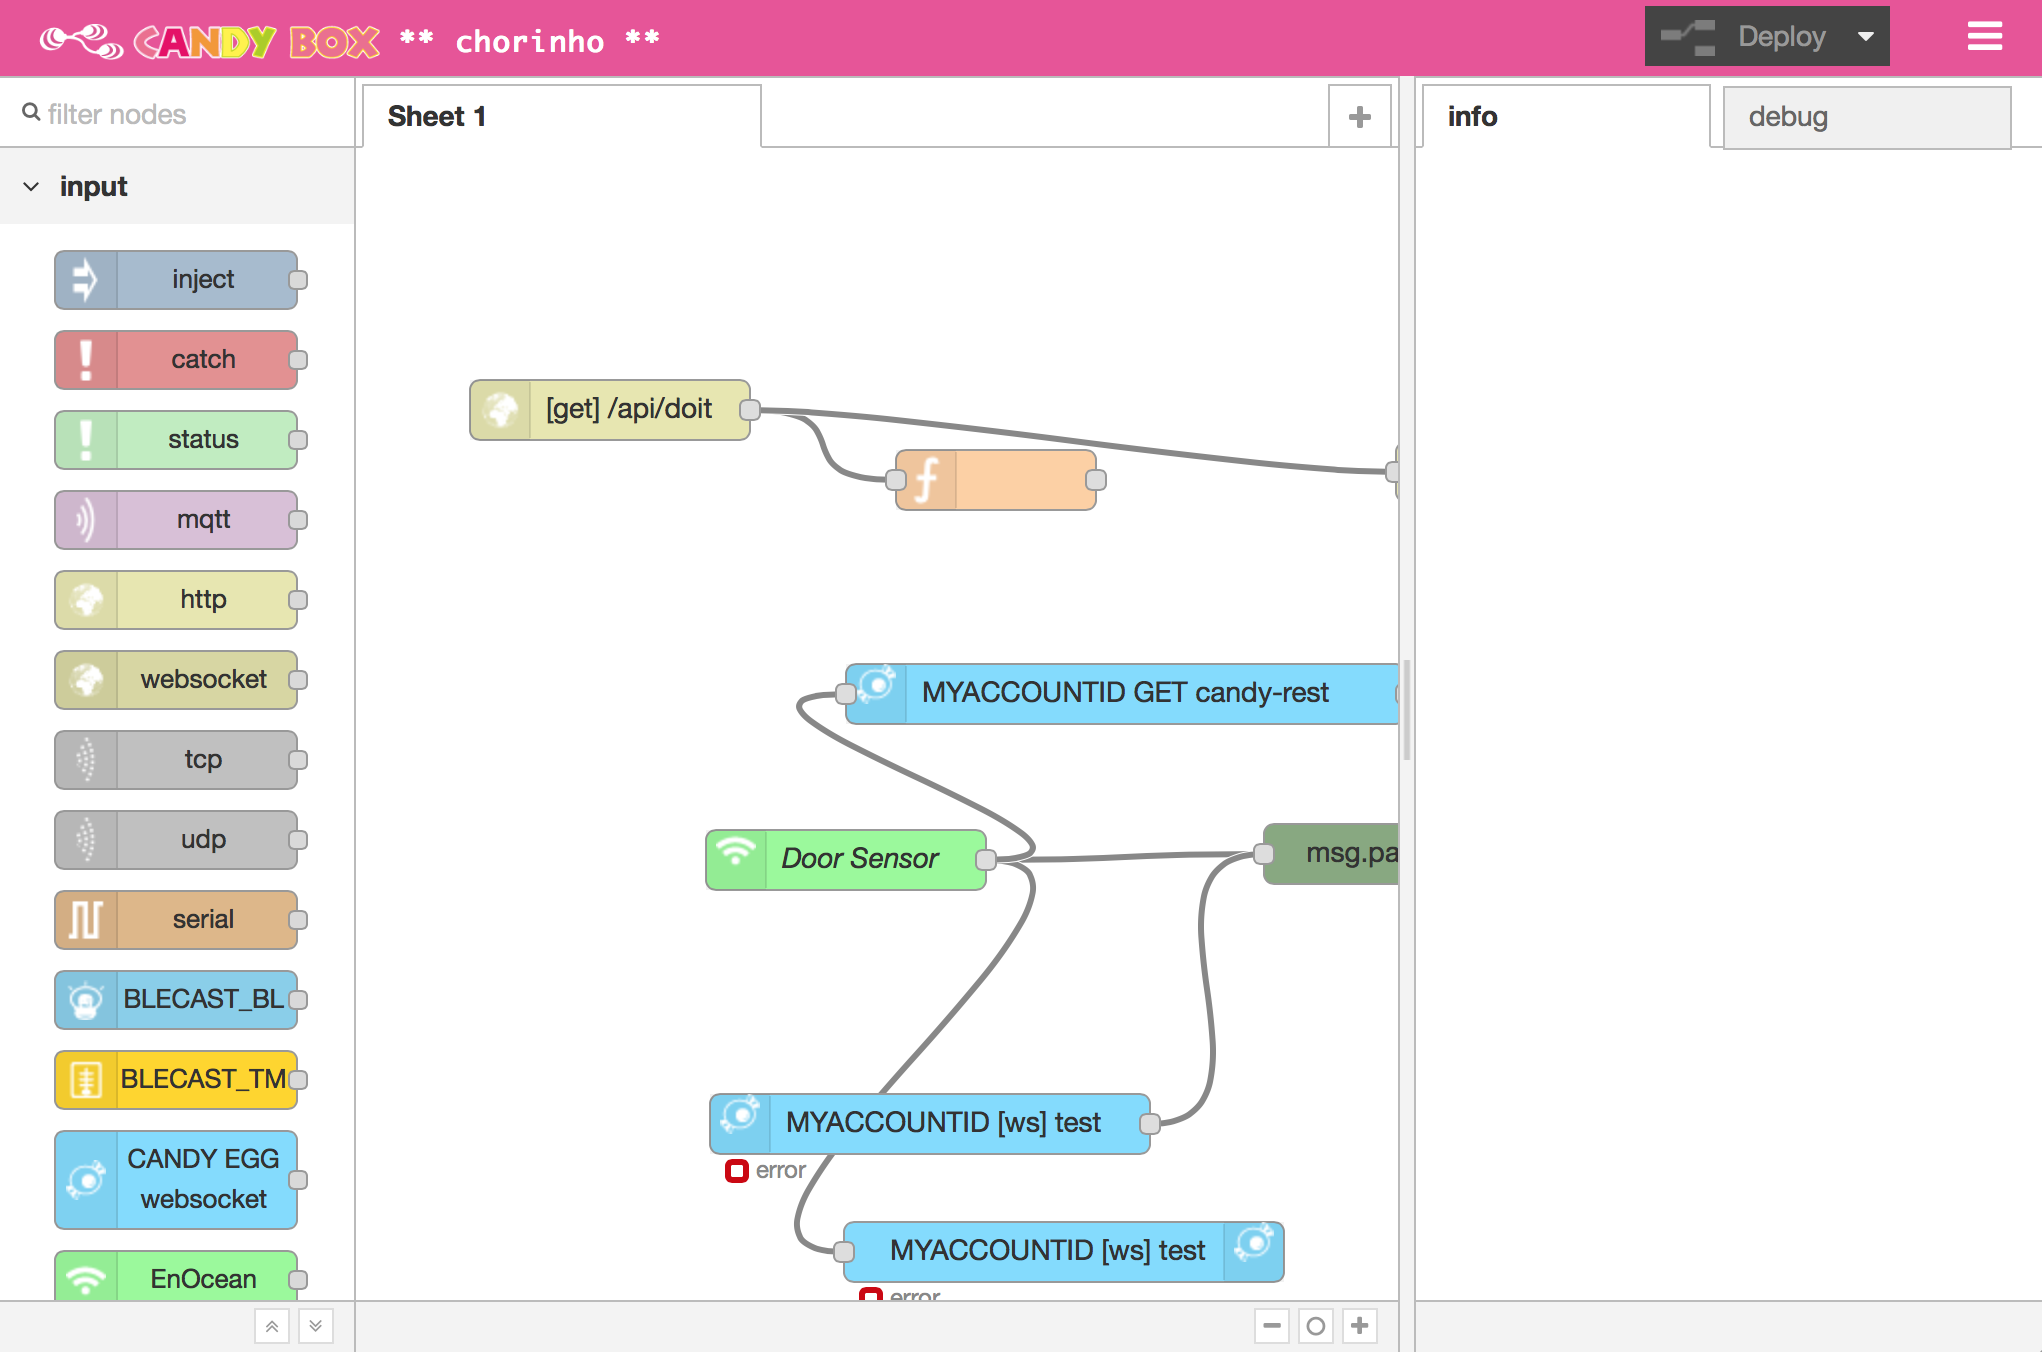 CANDY BOX ** chorinho **
Deploy
filter nodes
Sheet 1
info
debug
input
inject
catch
status
mqtt
http
websocket
tcp
udp
serial
BLECAST_BL
BLECAST_TM
CANDY EGG
websocket
EnOcean
[get] /api/doit
MYACCOUNTID GET candy-rest
Door Sensor
msg.pa
MYACCOUNTID [ws] test
error
MYACCOUNTID [ws] test
error